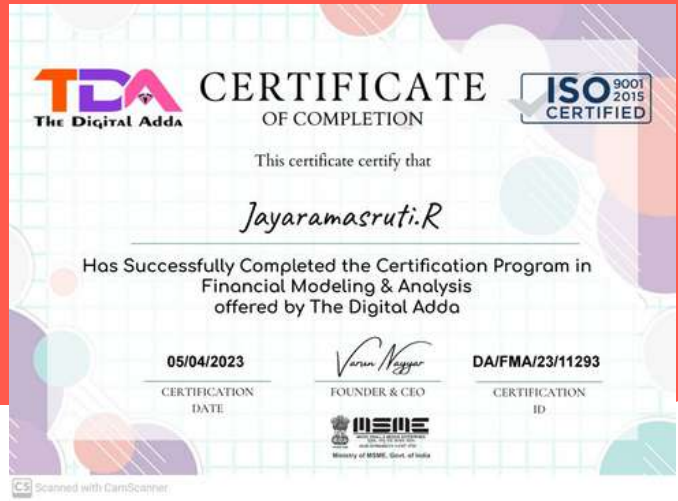 TDA
The Digital Adda
CERTIFICATE
OF COMPLETION
ISO 9001 2015
CERTIFIED
This certificate certify that
Jayaramasruti.R
Has Successfully Completed the Certification Program in
Financial Modeling & Analysis
offered by The Digital Adda
05/04/2023
Varun Nayyar
DA/FMA/23/11293
CERTIFICATION
DATE
FOUNDER & CEO
CERTIFICATION
ID
MSME
Ministry of MSME, Govt. of India
CS Scanned with CamScanner